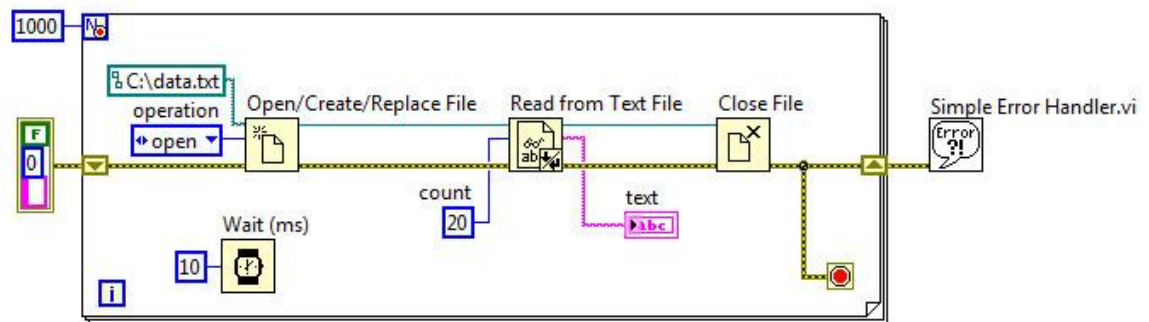 1000
N
C:\data.txt
operation
Open/Create/Replace File
Read from Text File
Close File
Simple Error Handler.vi
open
F
0
abc
Error
?!
count
20
text
abc
Wait (ms)
10
i